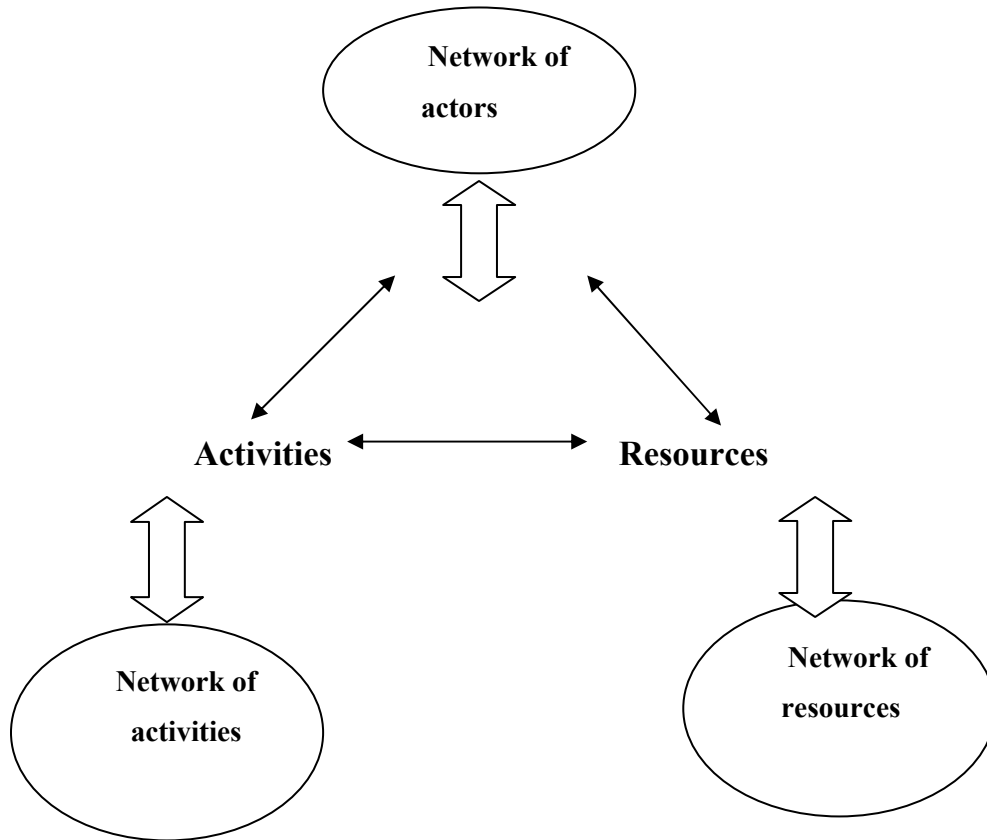 Network of
actors
Activities
Resources
Network of
activities
Network of
resources